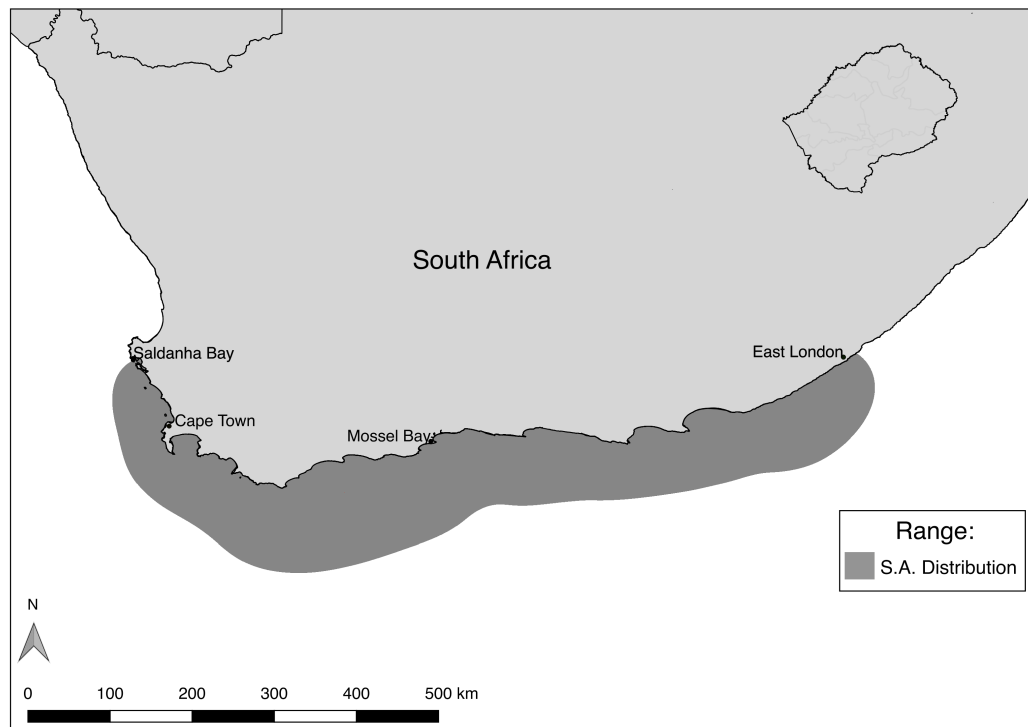 South Africa
Saldanha Bay
East London
Cape Town
Mossel Bay
Range:
S.A. Distribution
N
0 100 200 300 400 500 km